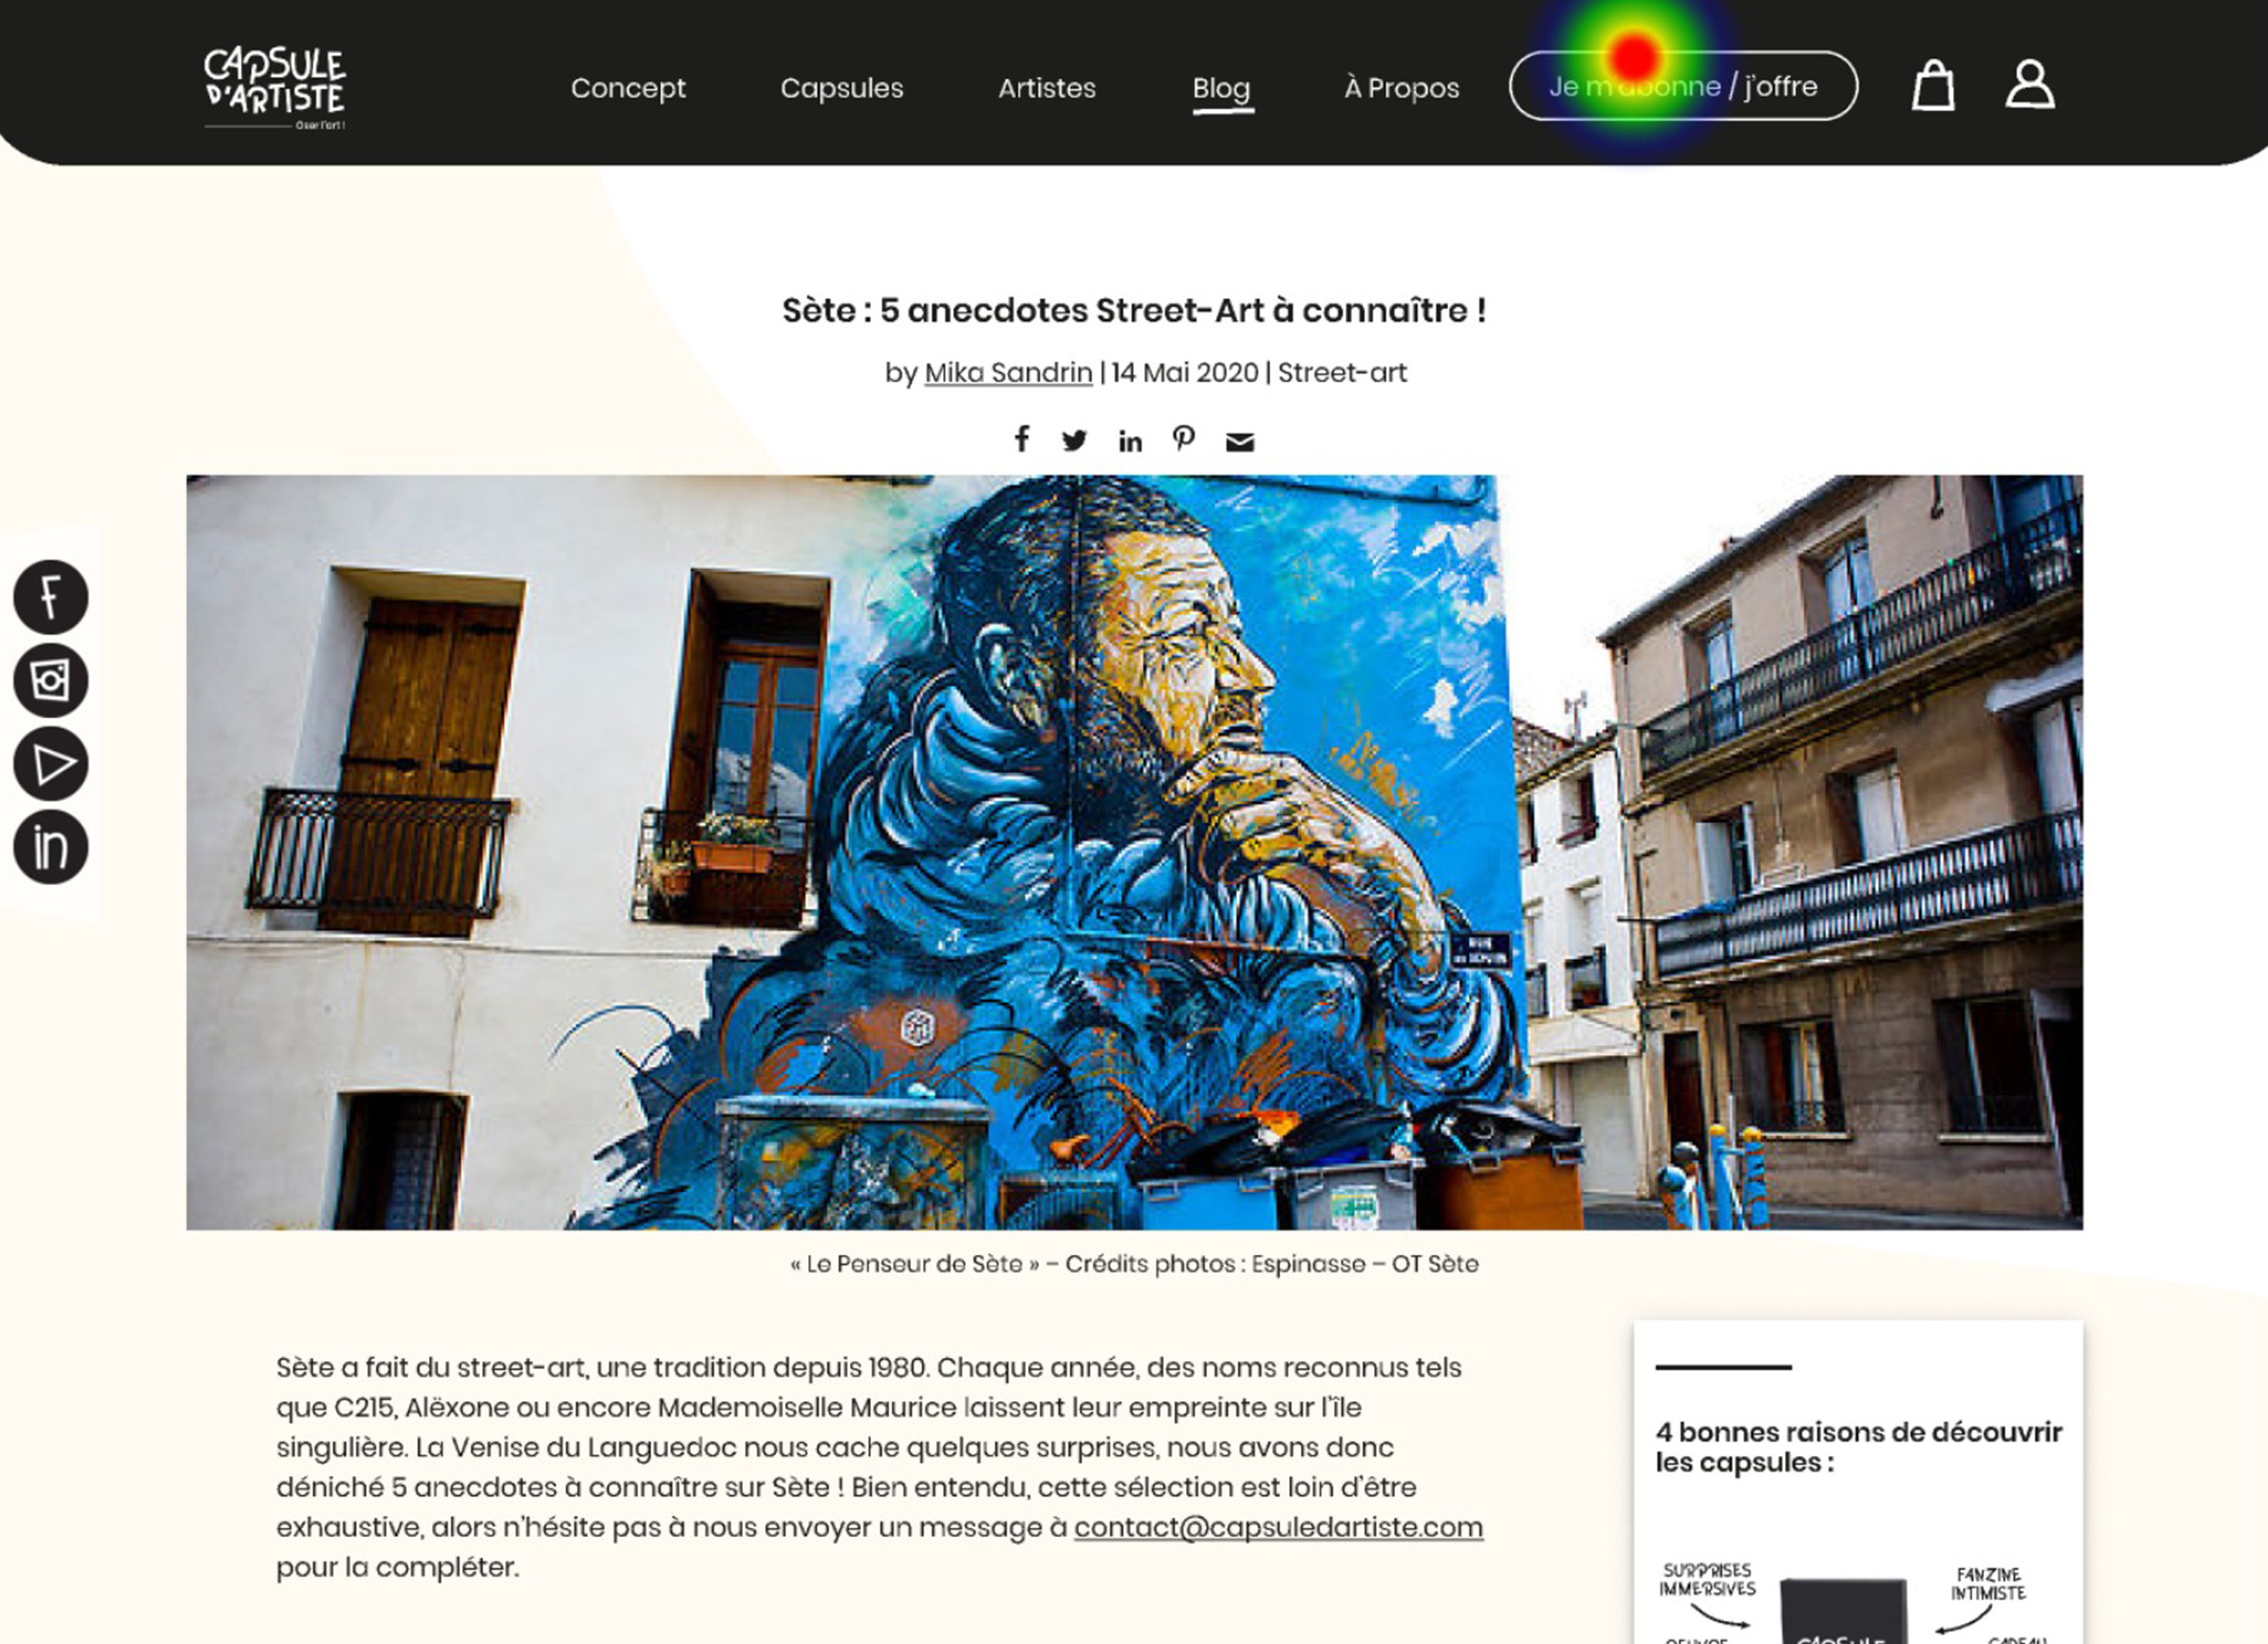 CAPSULE
D'ARTISTE
Oser l'art !
Concept
Capsules
Artistes
Blog
À Propos
Je m'abonne / j'offre
Sète : 5 anecdotes Street-Art à connaître !
by Mika Sandrin | 14 Mai 2020 | Street-art
RUE
« Le Penseur de Sète » – Crédits photos : Espinasse – OT Sète
Sète a fait du street-art, une tradition depuis 1980. Chaque année, des noms reconnus tels
que C215, Alëxone ou encore Mademoiselle Maurice laissent leur empreinte sur l'île
singulière. La Venise du Languedoc nous cache quelques surprises, nous avons donc
déniché 5 anecdotes à connaître sur Sète ! Bien entendu, cette sélection est loin d'être
exhaustive, alors n'hésite pas à nous envoyer un message à contact@capsuledartiste.com
pour la compléter.
4 bonnes raisons de découvrir
les capsules :
SURPRISES
IMMERSIVES
FANZINE
INTIMISTE
CAPSULE